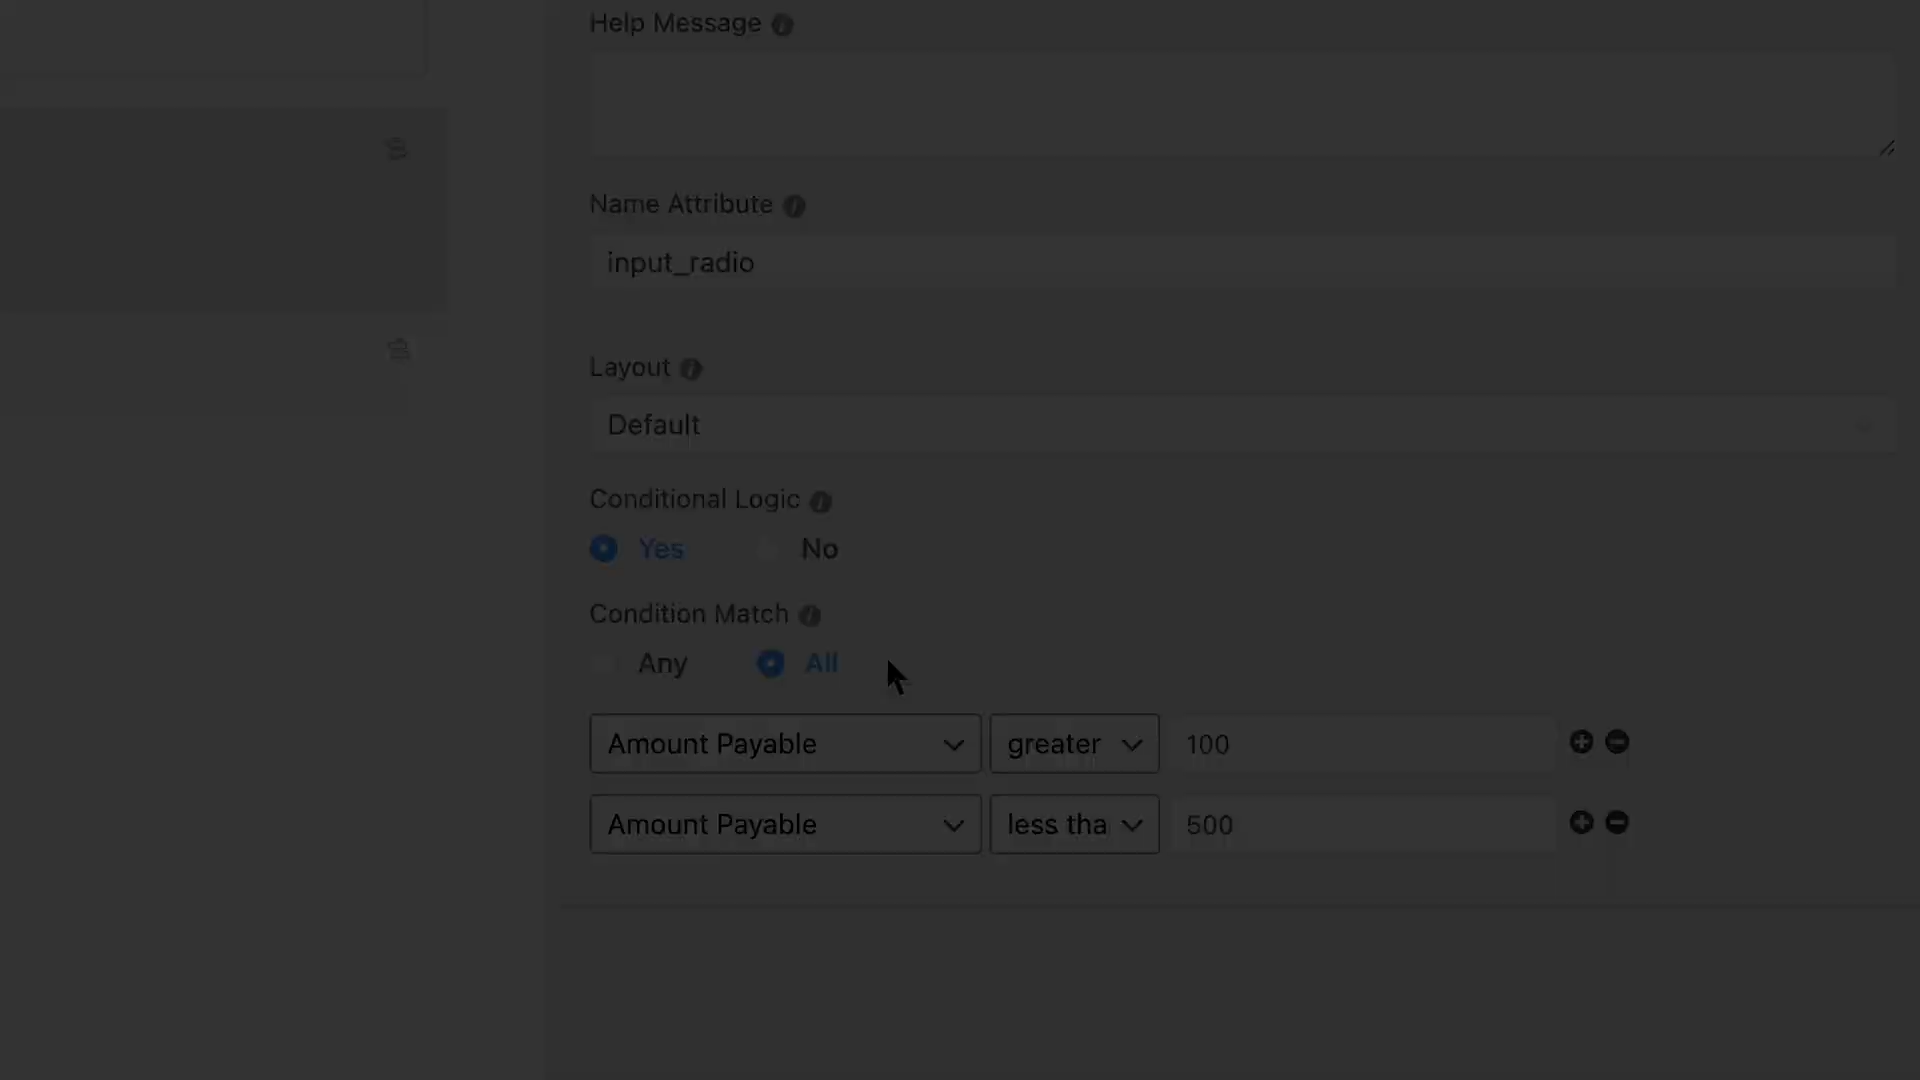 Help Message
Name Attribute
input_radio
Layout
Default
Conditional Logic
Yes No
Condition Match
Any All
Amount Payable greater 100
Amount Payable less tha 500